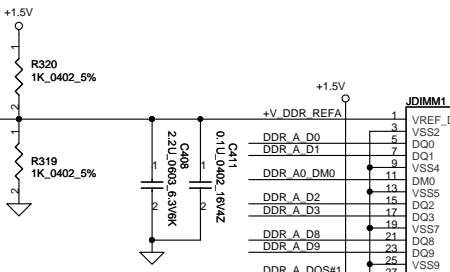 +1.5V
1
R320
1K_0402_5%
2
1
R319
1K_0402_5%
2
C408
2.2U_0603_6.3V6K
1
2
C411
0.1U_0402_16V4Z
1
2
+1.5V
JDIMM1
+V_DDR_REFA 1
3 VSS2
DDR_A_D0 5 DQ0
DDR_A_D1 7 DQ1
9 VSS4
DDR_A0_DM0 11 DM0
13 VSS5
DDR_A_D2 15 DQ2
DDR_A_D3 17 DQ3
19 VSS7
DDR_A_D8 21 DQ8
DDR_A_D9 23 DQ9
25 VSS9
DDR_A_DQS#1 27